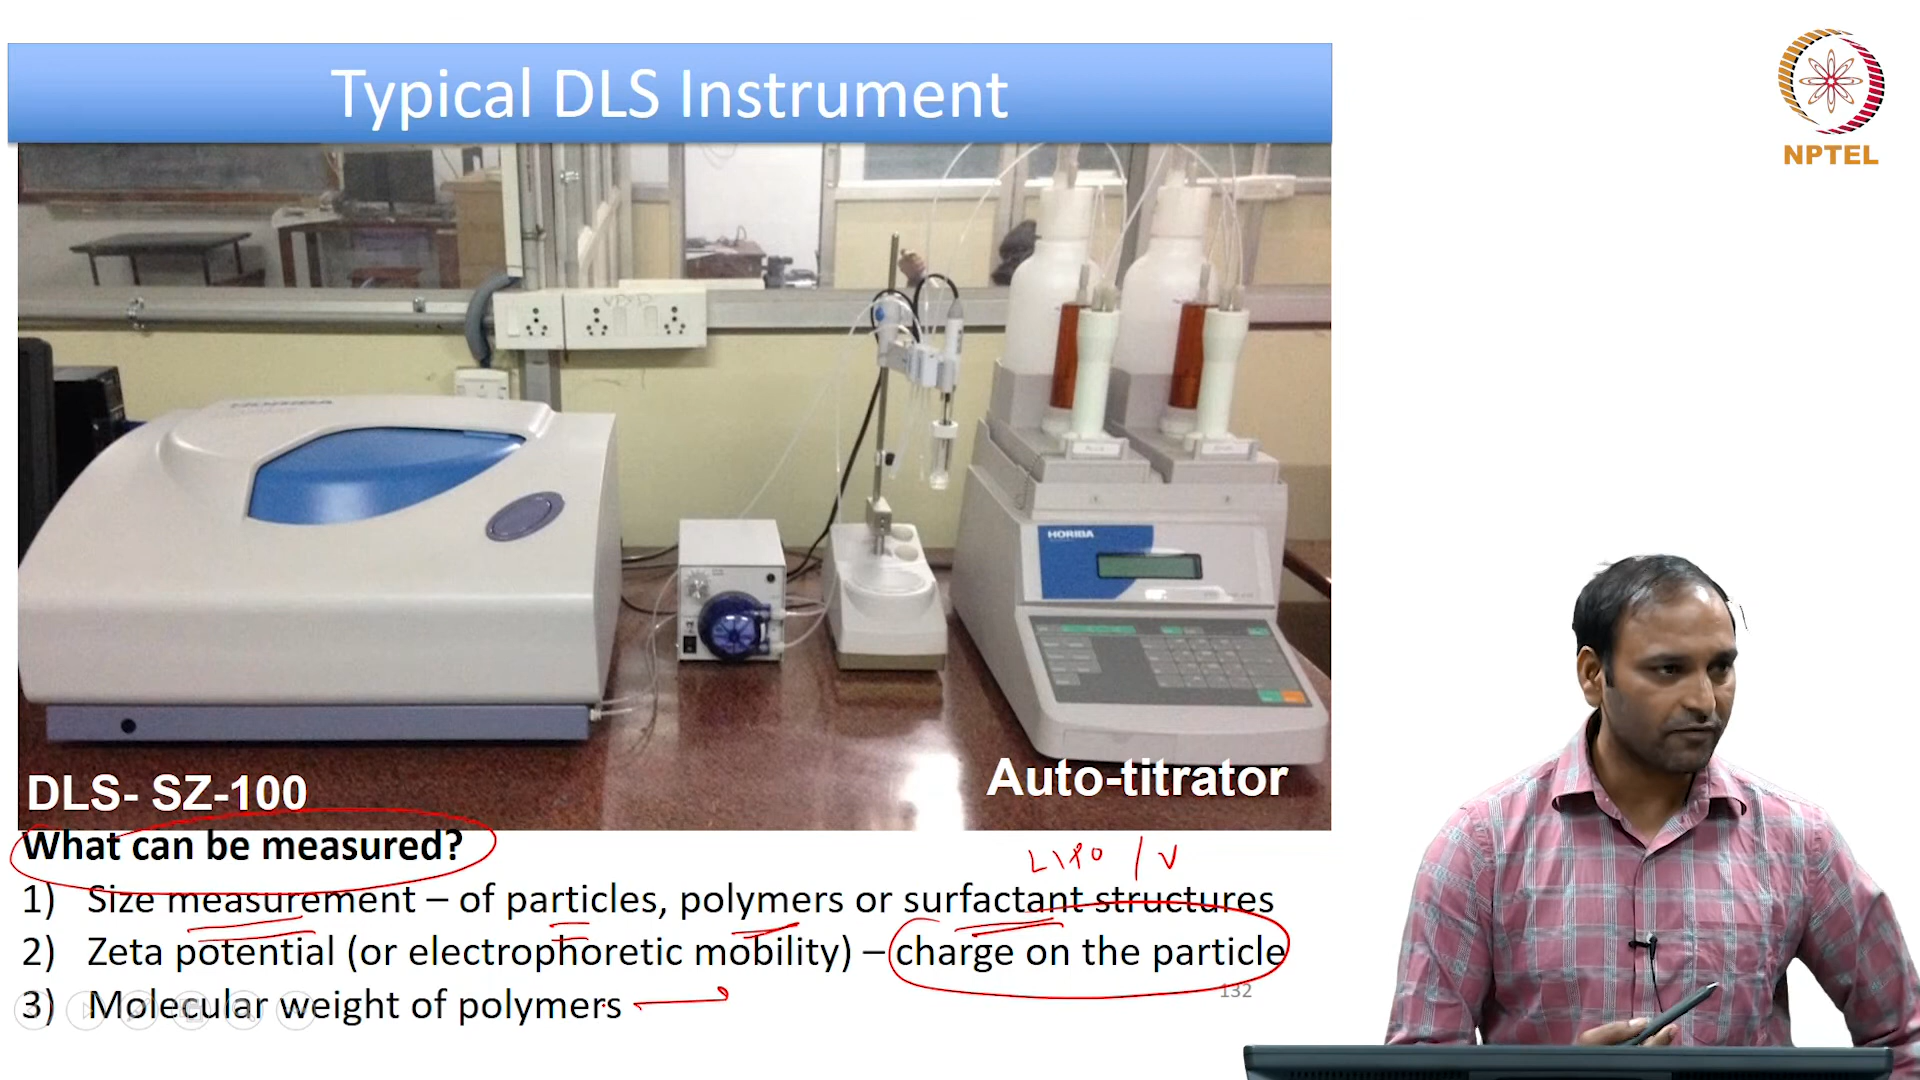 Typical DLS Instrument
NPTEL
HORIBA
DLS- SZ-100
Auto-titrator
What can be measured?
LIPO / V
1) Size measurement – of particles, polymers or surfactant structures
2) Zeta potential (or electrophoretic mobility) – charge on the particle
3) Molecular weight of polymers
132